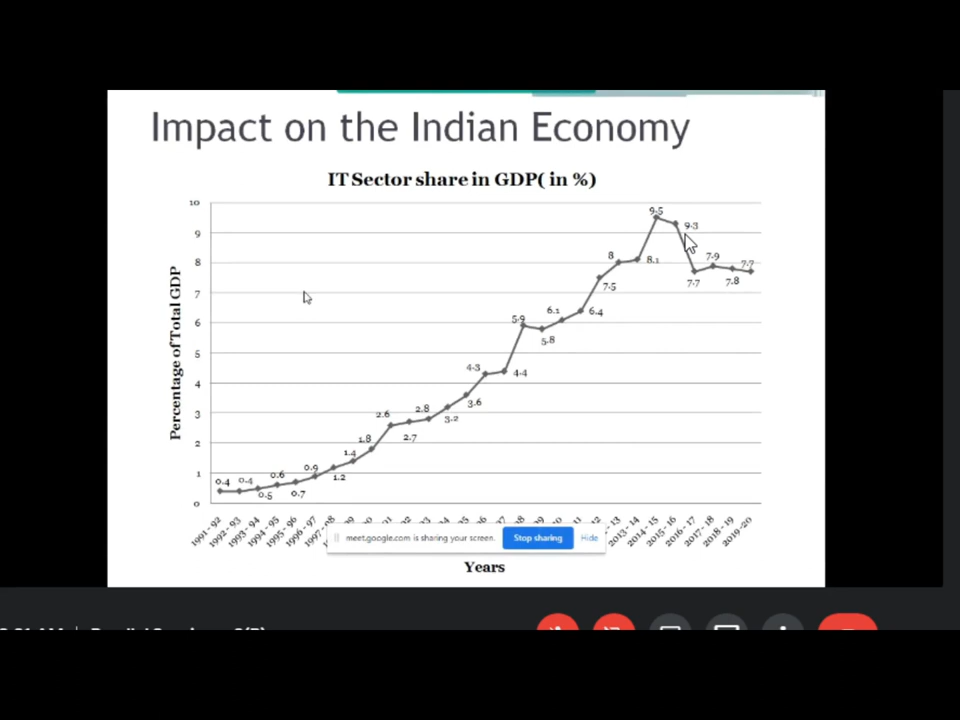 Impact on the Indian Economy
IT Sector share in GDP( in %)
Percentage of Total GDP
10
9
8
7
6
5
4
3
2
1
0
0.4
0.4
0.5
0.6
0.7
0.9
1.2
1.4
1.8
2.6
2.7
2.8
3.2
3.6
4.3
4.4
5.9
5.8
6.1
6.4
7.5
8
8.1
9.5
9.3
7.7
7.9
7.8
7.7
1991 - 92
1992 - 93
1993 - 94
1994 - 95
1995 - 96
1996 - 97
2013 - 14
2014 - 15
2015 - 16
2016 - 17
2017 - 18
2018 - 19
2019-20
meet.google.com is sharing your screen.
Stop sharing
Hide
Years